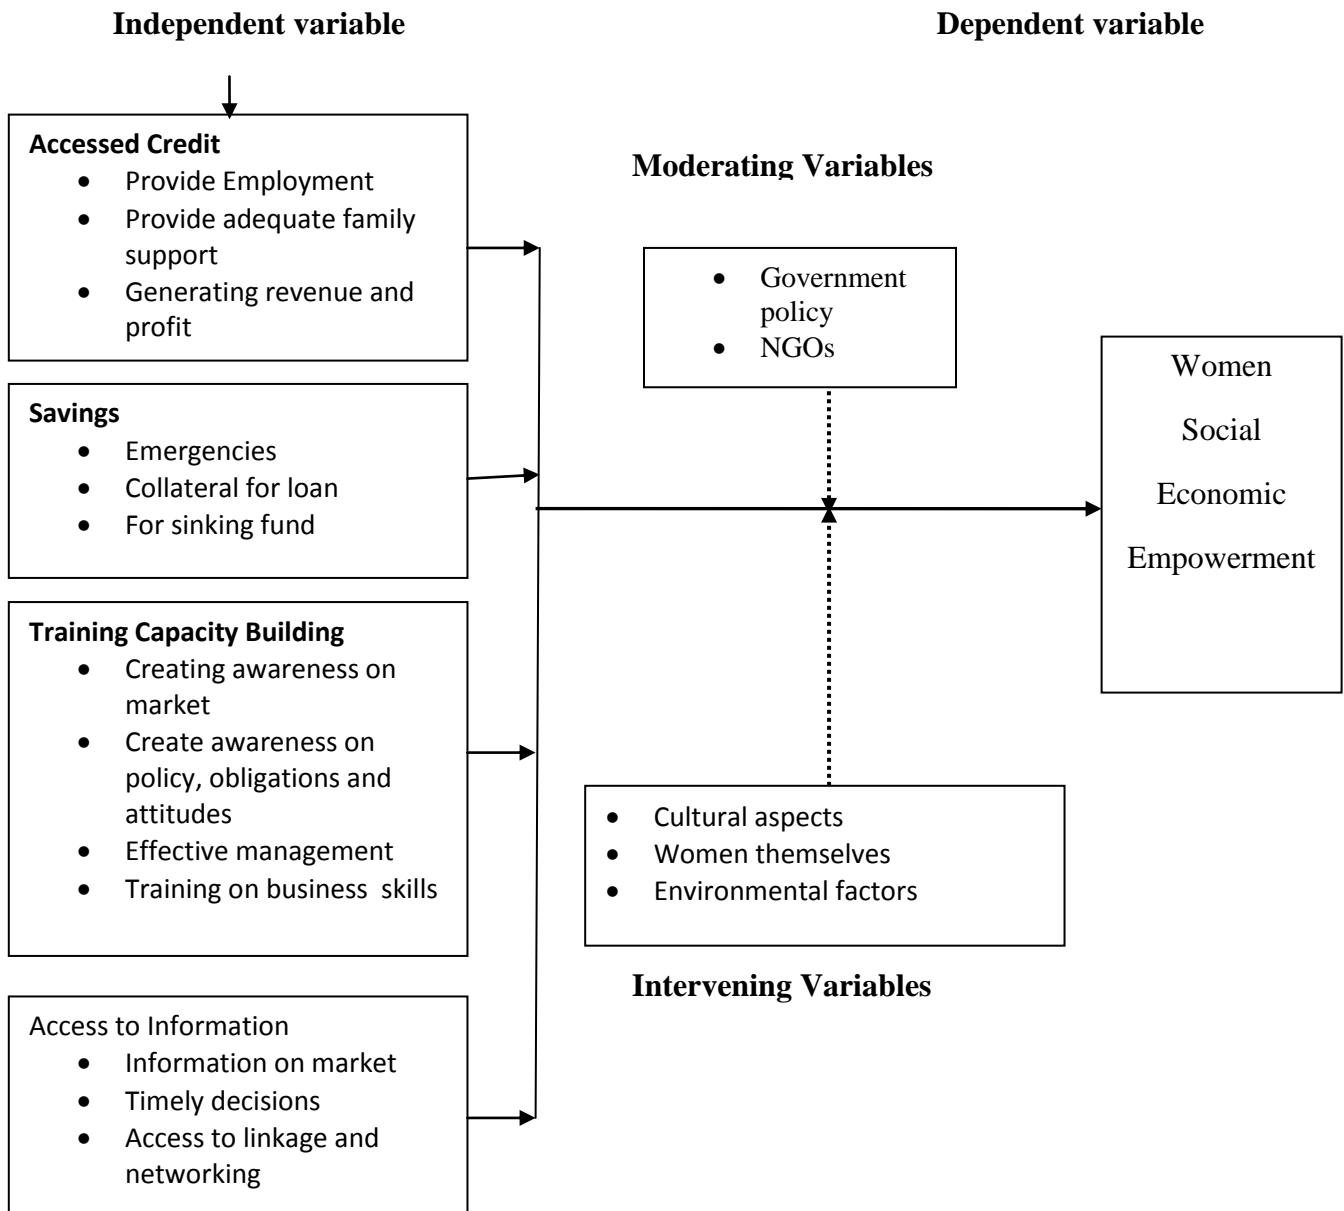 Independent variable
Dependent variable
Accessed Credit
• Provide Employment
• Provide adequate family
support
• Generating revenue and
profit
Moderating Variables
• Government
policy
• NGOs
Women
Social
Economic
Empowerment
Savings
• Emergencies
• Collateral for loan
• For sinking fund
Training Capacity Building
• Creating awareness on
market
• Create awareness on
policy, obligations and
attitudes
• Effective management
• Training on business  skills
• Cultural aspects
• Women themselves
• Environmental factors
Intervening Variables
Access to Information
• Information on market
• Timely decisions
• Access to linkage and
networking